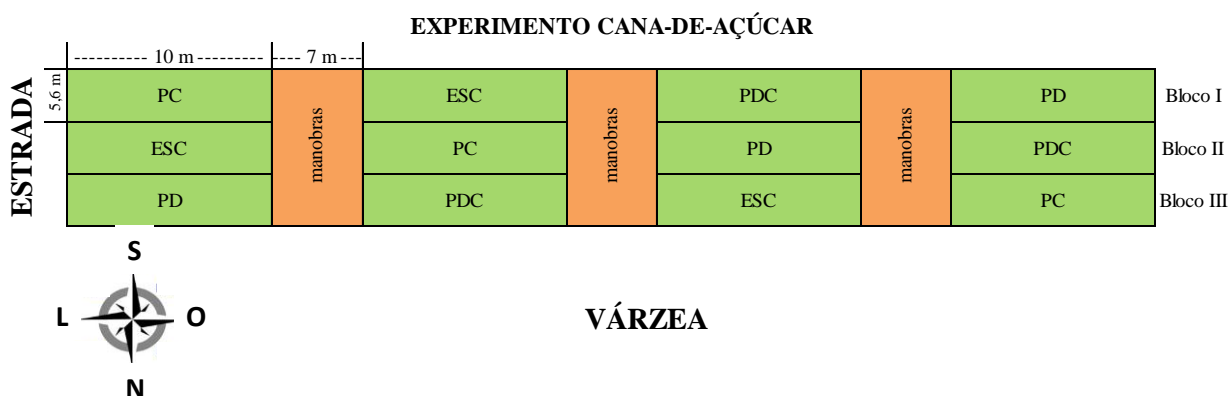 EXPERIMENTO CANA-DE-AÇÚCAR
---------- 10 m ---------- ---- 7 m ---
ESTRADA
5,6 m
PC ESC PDC PD Bloco I
manobras manobras manobras
ESC PC PD PDC Bloco II
PD PDC ESC PC Bloco III
S
L O
N
VÁRZEA